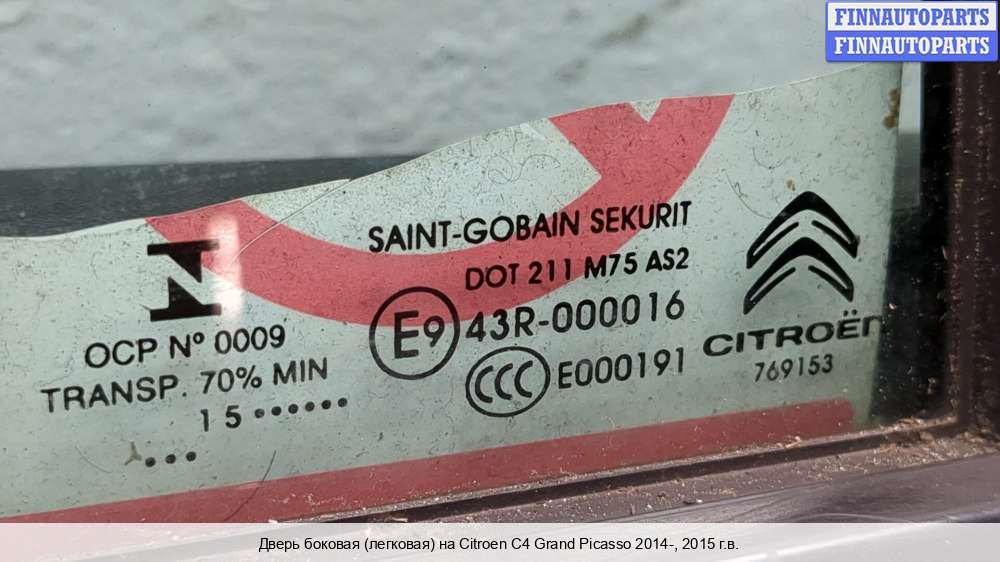 FINNAUTOPARTS
FINNAUTOPARTS
SAINT-GOBAIN SEKURIT
DOT 211 M75 AS2
E9 43R-000016
CCC E000191
OCP Nº 0009
TRANSP. 70% MIN
15••••••
•••
CITROËN
769153
Дверь боковая (легковая) на Citroen C4 Grand Picasso 2014-, 2015 г.в.